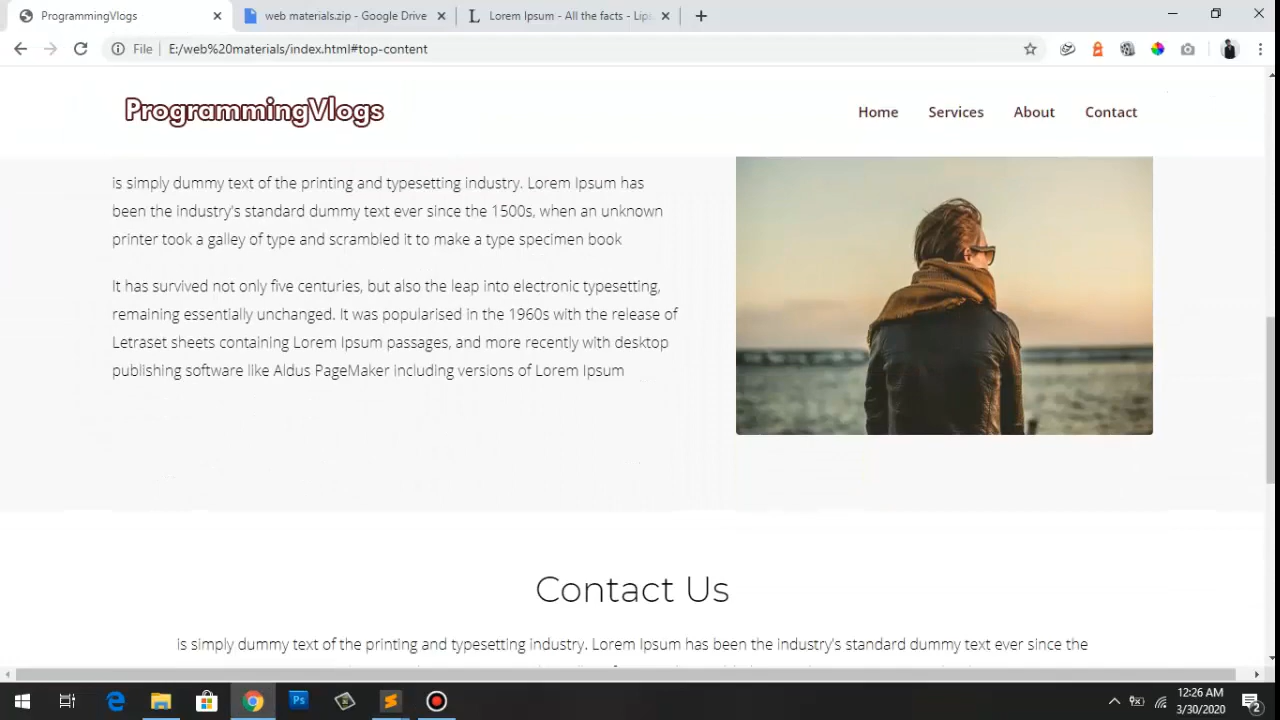 ProgrammingVlogs
web materials.zip - Google Drive
Lorem Ipsum - All the facts - Lip
File
E:/web%20materials/index.html#top-content
ProgrammingVlogs
Home
Services
About
Contact
is simply dummy text of the printing and typesetting industry. Lorem Ipsum has
been the industry's standard dummy text ever since the 1500s, when an unknown
printer took a galley of type and scrambled it to make a type specimen book
It has survived not only five centuries, but also the leap into electronic typesetting,
remaining essentially unchanged. It was popularised in the 1960s with the release of
Letraset sheets containing Lorem Ipsum passages, and more recently with desktop
publishing software like Aldus PageMaker including versions of Lorem Ipsum
Contact Us
is simply dummy text of the printing and typesetting industry. Lorem Ipsum has been the industry's standard dummy text ever since the
Ps
12:26 AM
3/30/2020
2